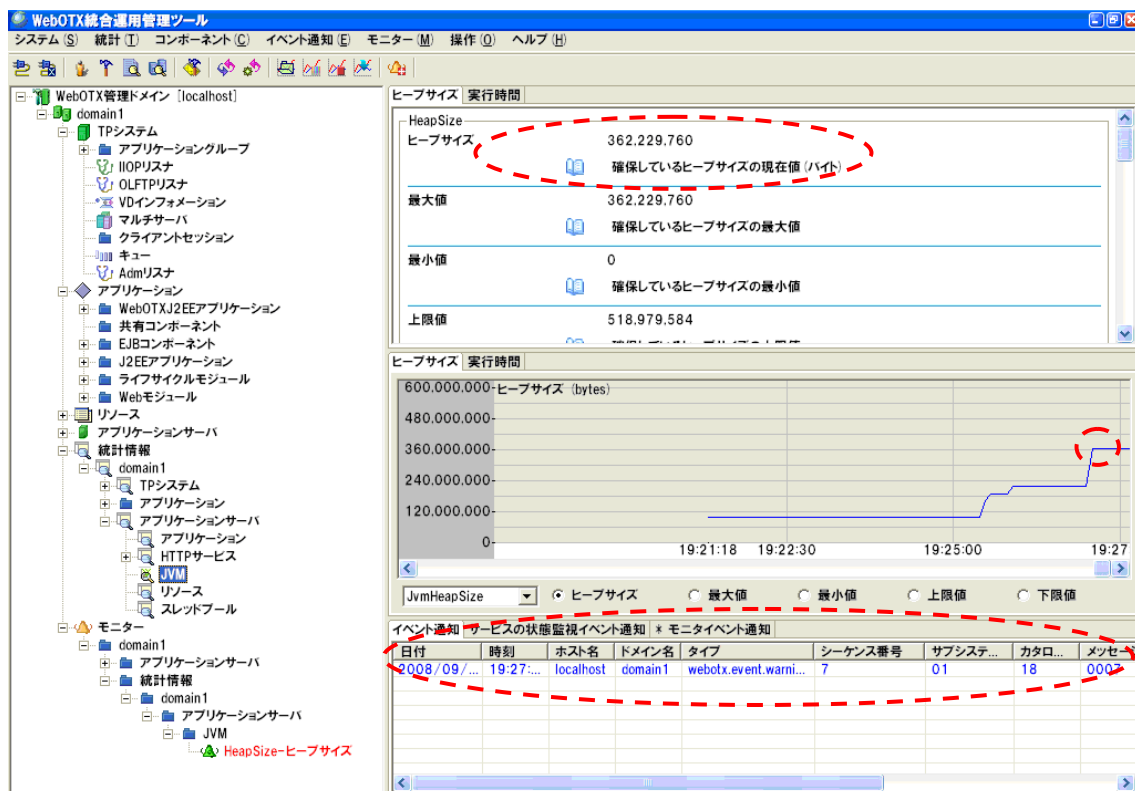 WebOTX統合運用管理ツール
システム(S) 統計(T) コンポーネント(C) イベント通知(E) モニター(M) 操作(O) ヘルプ(H)
WebOTX管理ドメイン [localhost]
domain1
TPシステム
アプリケーショングループ
IIOPリスナ
OLFTPリスナ
VDインフォメーション
マルチサーバ
クライアントセッション
キュー
Admリスナ
アプリケーション
WebOTXJ2EEアプリケーション
共有コンポーネント
EJBコンポーネント
J2EEアプリケーション
ライフサイクルモジュール
Webモジュール
リソース
アプリケーションサーバ
統計情報
domain1
TPシステム
アプリケーション
アプリケーションサーバ
アプリケーション
HTTPサービス
JVM
リソース
スレッドプール
モニター
domain1
アプリケーションサーバ
統計情報
domain1
アプリケーションサーバ
JVM
HeapSize-ヒープサイズ
ヒープサイズ 実行時間
HeapSize
ヒープサイズ 362,229,760
確保しているヒープサイズの現在値(バイト)
最大値 362,229,760
確保しているヒープサイズの最大値
最小値 0
確保しているヒープサイズの最小値
上限値 518,979,584
ヒープサイズ 実行時間
ヒープサイズ (bytes)
600,000,000
480,000,000
360,000,000
240,000,000
120,000,000
0
19:21:18 19:22:30 19:25:00 19:27
JvmHeapSize ヒープサイズ 最大値 最小値 上限値 下限値
イベント通知 サービスの状態監視イベント通知 * モニタイベント通知
日付 時刻 ホスト名 ドメイン名 タイプ シーケンス番号 サブシステ... カタロ... メッセージ
2008/09/... 19:27:... localhost domain1 webotx.event.warni... 7 01 18 0007